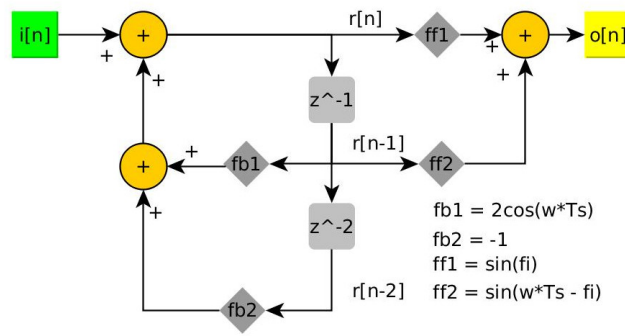 i[n]
+
+
r[n]
ff1
+
+
o[n]
+
+
z^-1
+
+
fb1
r[n-1]
ff2
+
z^-2
fb2
r[n-2]
fb1 = 2cos(w*Ts)
fb2 = -1
ff1 = sin(fi)
ff2 = sin(w*Ts - fi)